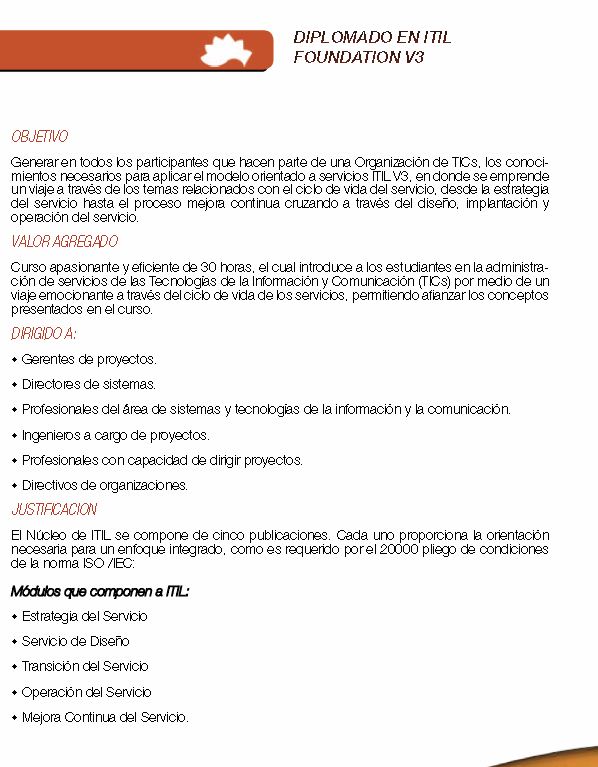 DIPLOMADO EN ITIL
FOUNDATION V3
OBJETIVO
Generar en todos los participantes que hacen parte de una Organización de TICs, los conoci-
mientos necesarios para aplicar el modelo orientado a servicios ITIL V3, en donde se emprende
un viaje a través de los temas relacionados con el ciclo de vida del servicio, desde la estrategia
del servicio hasta el proceso mejora continua cruzando a través del diseño, implantación y
operación del servicio.
VALOR AGREGADO
Curso apasionante y eficiente de 30 horas, el cual introduce a los estudiantes en la administra-
ción de servicios de las Tecnologías de la Información y Comunicación (TICs) por medio de un
viaje emocionante a través del ciclo de vida de los servicios, permitiendo afianzar los conceptos
presentados en el curso.
DIRIGIDO A:
• Gerentes de proyectos.
• Directores de sistemas.
• Profesionales del área de sistemas y tecnologías de la información y la comunicación.
• Ingenieros a cargo de proyectos.
• Profesionales con capacidad de dirigir proyectos.
• Directivos de organizaciones.
JUSTIFICACION
El Núcleo de ITIL se compone de cinco publicaciones. Cada uno proporciona la orientación
necesaria para un enfoque integrado, como es requerido por el 20000 pliego de condiciones
de la norma ISO /IEC:
Módulos que componen a ITIL:
• Estrategia del Servicio
• Servicio de Diseño
• Transición del Servicio
• Operación del Servicio
• Mejora Continua del Servicio.